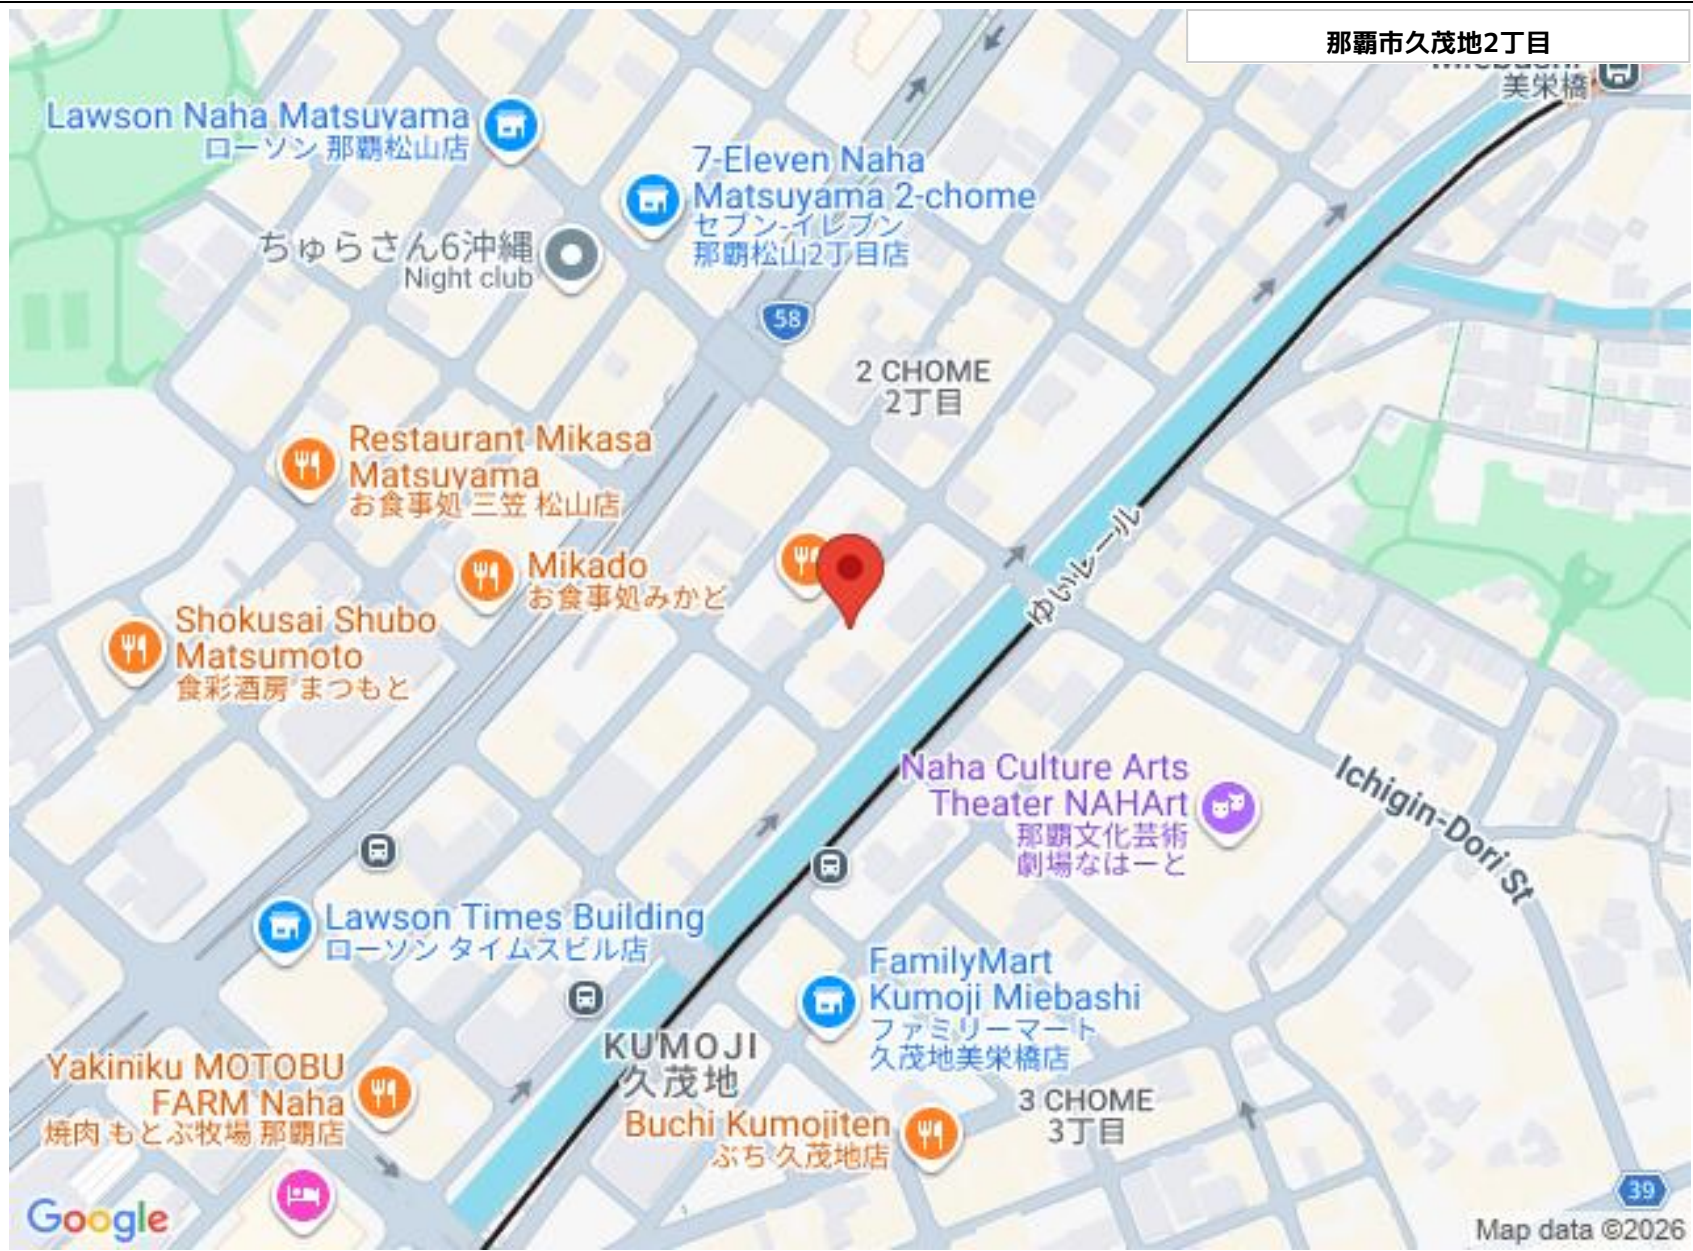 那覇市久茂地2丁目
美栄橋
Lawson Naha Matsuyama
ローソン 那覇松山店
7-Eleven Naha
Matsuyama 2-chome
セブン-イレブン
那覇松山2丁目店
ちゅらさん6沖縄
Night club
58
2 CHOME
2丁目
Restaurant Mikasa
Matsuyama
お食事処 三笠 松山店
Mikado
お食事処みかど
ゆいレール
Shokusai Shubo
Matsumoto
食彩酒房 まつもと
Naha Culture Arts
Theater NAHArt
那覇文化芸術
劇場なはーと
Ichigin-Dori St
Lawson Times Building
ローソン タイムスビル店
FamilyMart
Kumoji Miebashi
ファミリーマート
久茂地美栄橋店
KUMOJI
久茂地
Yakiniku MOTOBU
FARM Naha
焼肉 もとぶ牧場 那覇店
3 CHOME
3丁目
Buchi Kumojiten
ぶち 久茂地店
39
Google
Map data ©2026